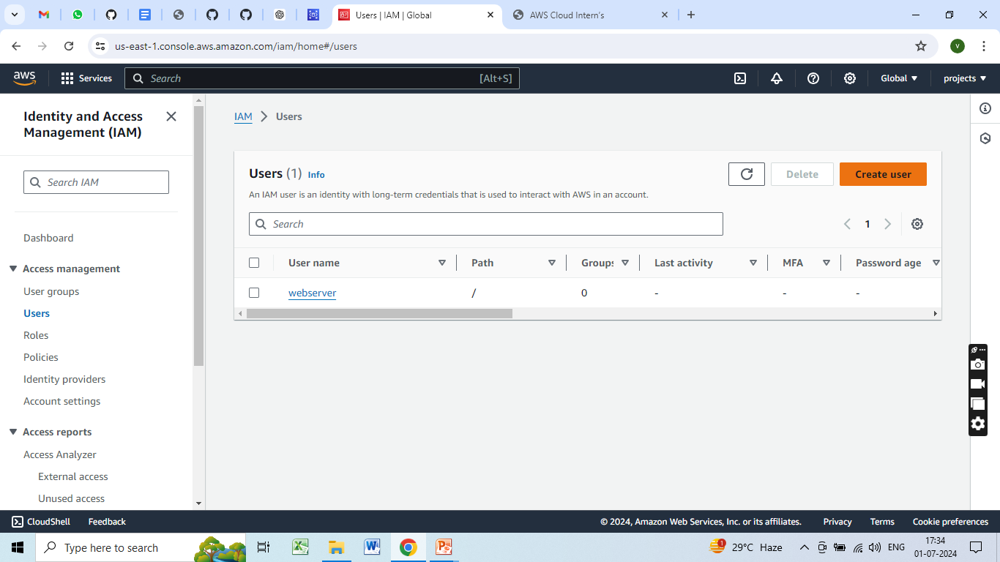 Users | IAM | Global
AWS Cloud Intern's
us-east-1.console.aws.amazon.com/iam/home#/users
V
aws
Services
Search
[Alt+S]
Global
projects
Identity and Access
Management (IAM)
Search IAM
Dashboard
Access management
User groups
Users
Roles
Policies
Identity providers
Account settings
Access reports
Access Analyzer
External access
Unused access
IAM
Users
Users (1) Info
Delete
Create user
An IAM user is an identity with long-term credentials that is used to interact with AWS in an account.
Search
1
User name
Path
Groups
Last activity
MFA
Password age
webserver
/
0
-
-
-
CloudShell
Feedback
© 2024, Amazon Web Services, Inc. or its affiliates.
Privacy
Terms
Cookie preferences
Type here to search
1
29°C Haze
ENG
17:34
01-07-2024